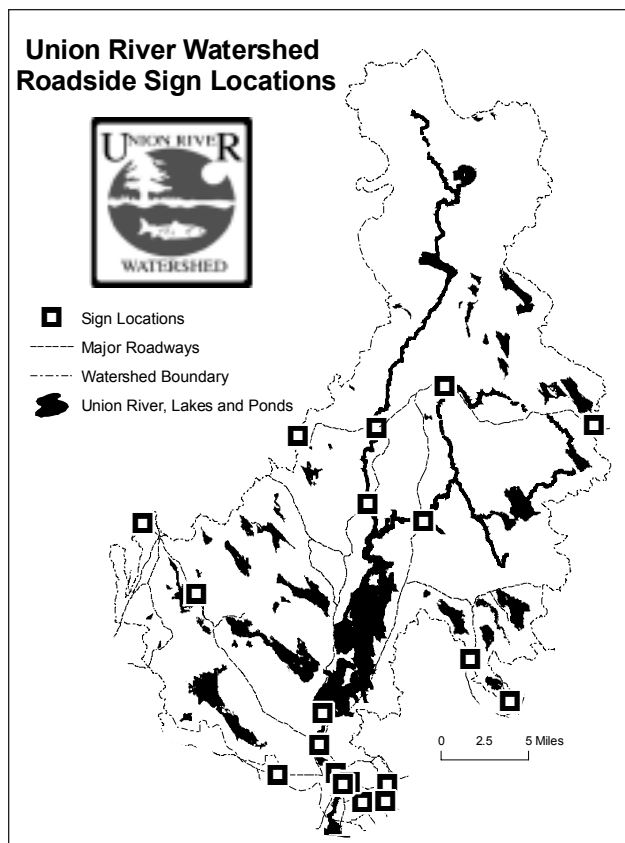 Union River Watershed
Roadside Sign Locations
UNION RIVER
WATERSHED
Sign Locations
Major Roadways
Watershed Boundary
Union River, Lakes and Ponds
0 2.5 5 Miles